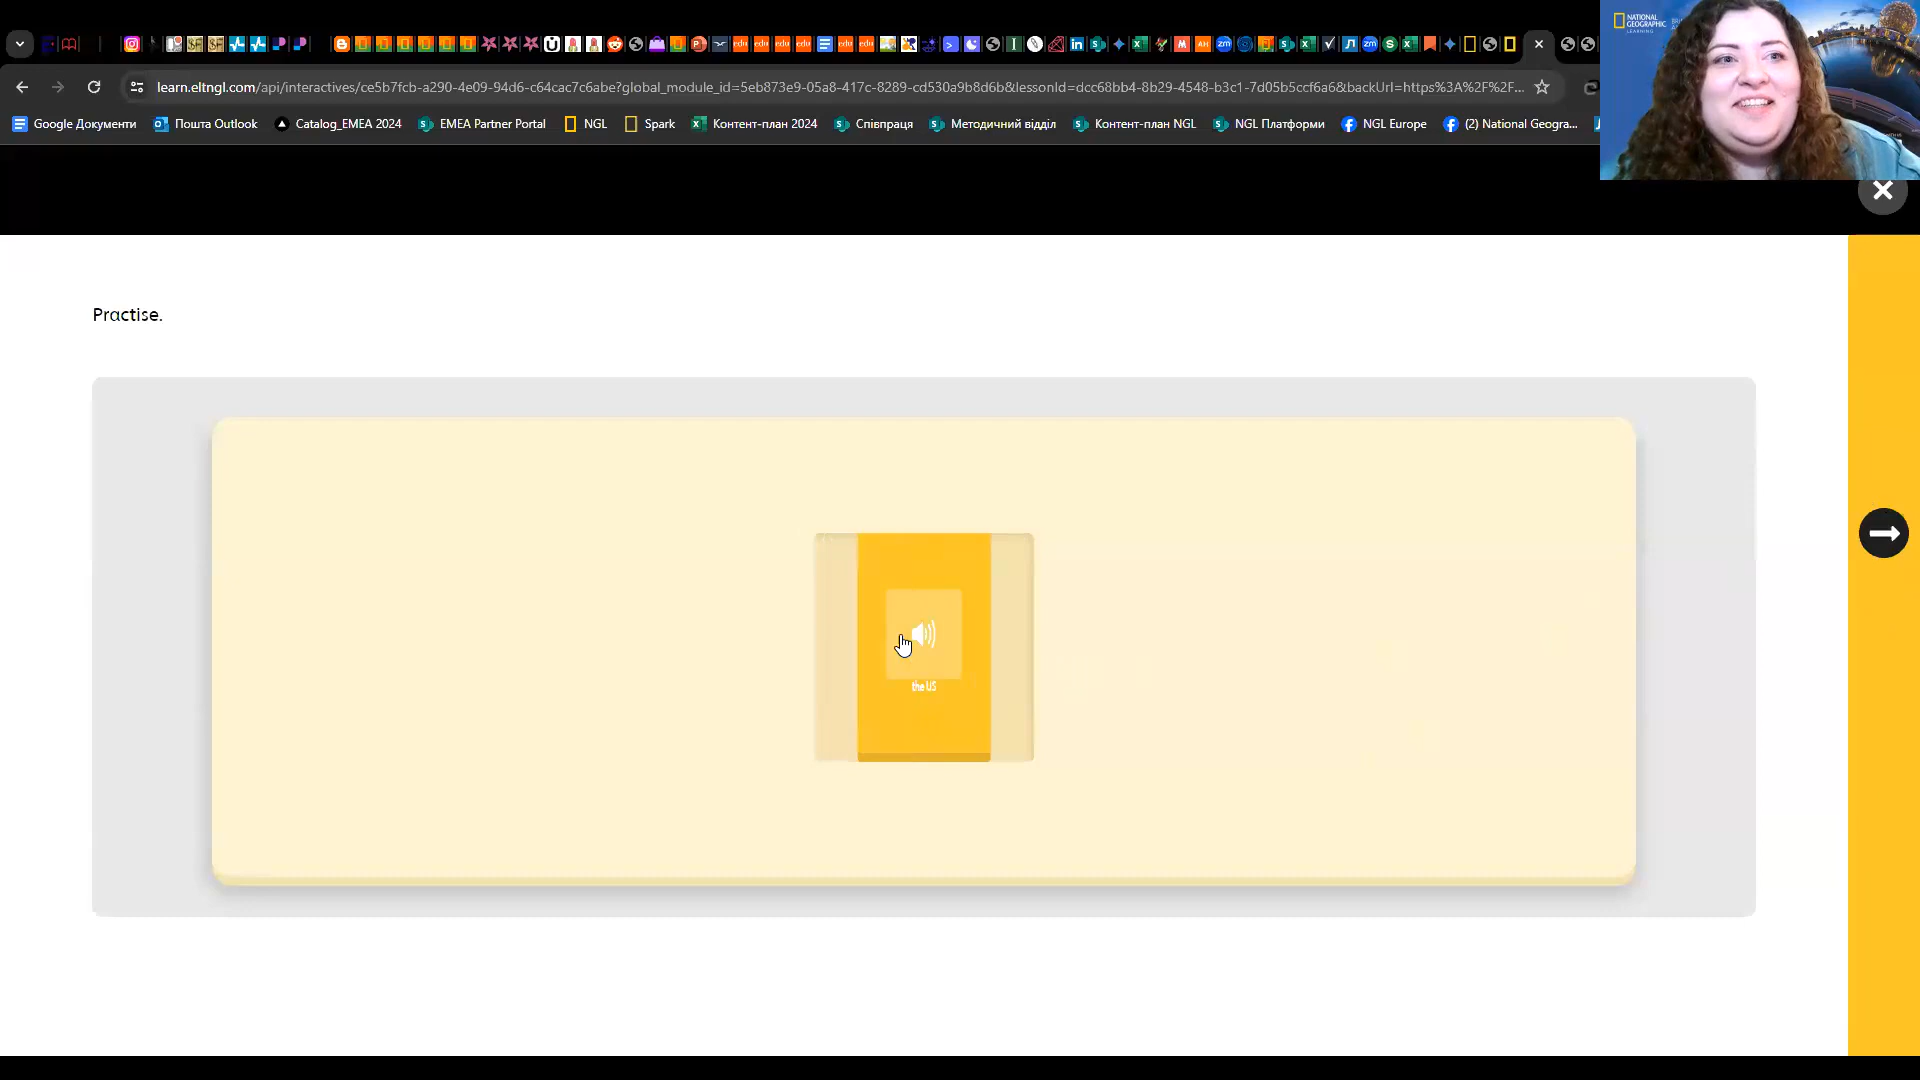 learn.eltngl.com/api/interactives/ce5b7fcb-a290-4e09-94d6-c64cac7c6abe?global_module_id=5eb873e9-05a8-417c-8289-cd530a9b8d6b&lessonId=dcc68bb4-8b29-4548-b3c1-7d05b5ccf6a6&backUrl=https%3A%2F%2F...
Google Документи Пошта Outlook Catalog_EMEA 2024 EMEA Partner Portal NGL Spark Контент-план 2024 Співпраця Методичний відділ Контент-план NGL NGL Платформи NGL Europe (2) National Geogra...
NATIONAL
GEOGRAPHIC
LEARNING
Practise.
the US